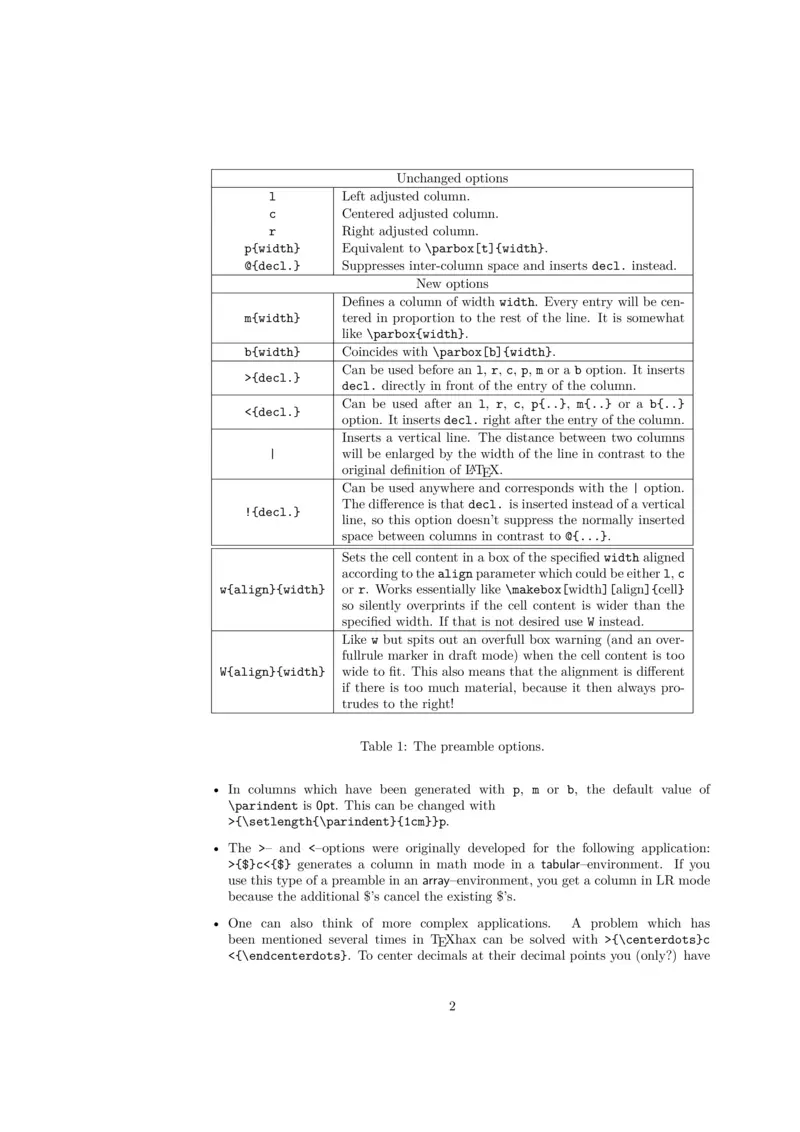 Unchanged options
l Left adjusted column.
c Centered adjusted column.
r Right adjusted column.
p{width} Equivalent to \parbox[t]{width}.
@{decl.} Suppresses inter-column space and inserts decl. instead.
New options
Defines a column of width width. Every entry will be cen-
m{width} tered in proportion to the rest of the line. It is somewhat
like \parbox{width}.
b{width} Coincides with \parbox[b]{width}.
Can be used before an l, r, c, p, m or a b option. It inserts
>{decl.}
decl. directly in front of the entry of the column.
Can be used after an l, r, c, p{..}, m{..} or a b{..}
<{decl.}
option. It inserts decl. right after the entry of the column.
Inserts a vertical line. The distance between two columns
| will be enlarged by the width of the line in contrast to the
original definition of LATEX.
Can be used anywhere and corresponds with the | option.
The difference is that decl. is inserted instead of a vertical
!{decl.}
line, so this option doesn't suppress the normally inserted
space between columns in contrast to @{...}.
Sets the cell content in a box of the specified width aligned
according to the align parameter which could be either l, c
w{align}{width} or r. Works essentially like \makebox[width][align]{cell}
so silently overprints if the cell content is wider than the
specified width. If that is not desired use W instead.
Like w but spits out an overfull box warning (and an over-
fullrule marker in draft mode) when the cell content is too
W{align}{width} wide to fit. This also means that the alignment is different
if there is too much material, because it then always pro-
trudes to the right!
Table 1: The preamble options.
• In columns which have been generated with p, m or b, the default value of
\parindent is 0pt. This can be changed with
>{\setlength{\parindent}{1cm}}p.
• The >– and <–options were originally developed for the following application:
>{$}c<{$} generates a column in math mode in a tabular–environment. If you
use this type of a preamble in an array–environment, you get a column in LR mode
because the additional $'s cancel the existing $'s.
• One can also think of more complex applications. A problem which has
been mentioned several times in TEXhax can be solved with >{\centerdots}c
<{\endcenterdots}. To center decimals at their decimal points you (only?) have
2